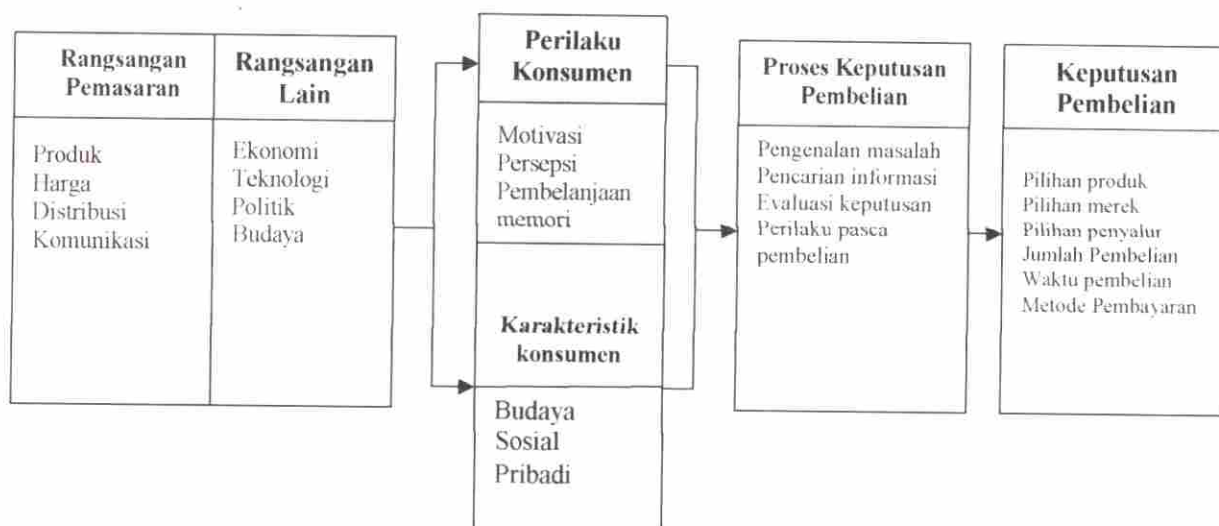 Rangsangan
Pemasaran
Produk
Harga
Distribusi
Komunikasi
Rangsangan
Lain
Ekonomi
Teknologi
Politik
Budaya
Perilaku
Konsumen
Motivasi
Persepsi
Pembelanjaan
memori
Karakteristik
konsumen
Budaya
Sosial
Pribadi
Proses Keputusan
Pembelian
Pengenalan masalah
Pencarian informasi
Evaluasi keputusan
Perilaku pasca
pembelian
Keputusan
Pembelian
Pilihan produk
Pilihan merek
Pilihan penyalur
Jumlah Pembelian
Waktu pembelian
Metode Pembayaran